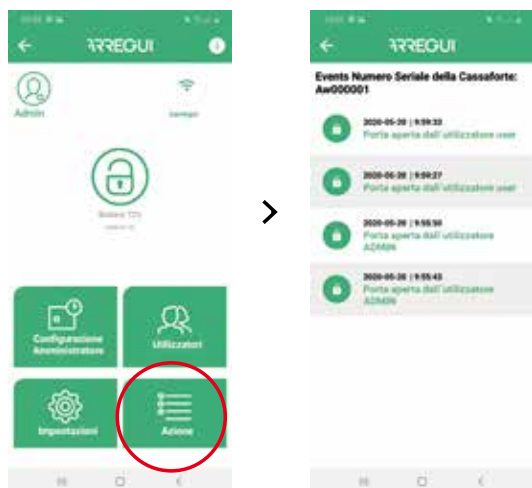 ARREGUI
Admin
Batteria 72%
Configurazione
Amministratore
Utilizzatori
Impostazioni
Azione
ARREGUI
Events Numero Seriale della Cassaforte:
Aw000001
2020-05-20 | 9:59:33
Porta aperta dall'utilizzatore user
2020-05-20 | 9:59:27
Porta aperta dall'utilizzatore user
2020-05-20 | 9:55:50
Porta aperta dall'utilizzatore
ADMIN
2020-05-20 | 9:55:43
Porta aperta dall'utilizzatore
ADMIN